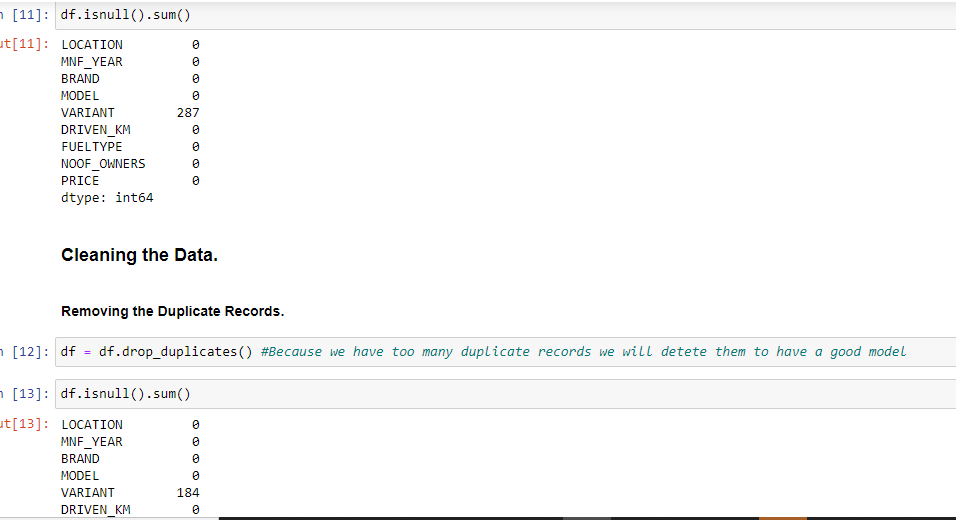 n [11]: df.isnull().sum()
ut[11]: LOCATION 0
MNF_YEAR 0
BRAND 0
MODEL 0
VARIANT 287
DRIVEN_KM 0
FUELTYPE 0
NOOF_OWNERS 0
PRICE 0
dtype: int64
Cleaning the Data.
Removing the Duplicate Records.
n [12]: df = df.drop_duplicates() #Because we have too many duplicate records we will detete them to have a good model
n [13]: df.isnull().sum()
ut[13]: LOCATION 0
MNF_YEAR 0
BRAND 0
MODEL 0
VARIANT 184
DRIVEN_KM 0